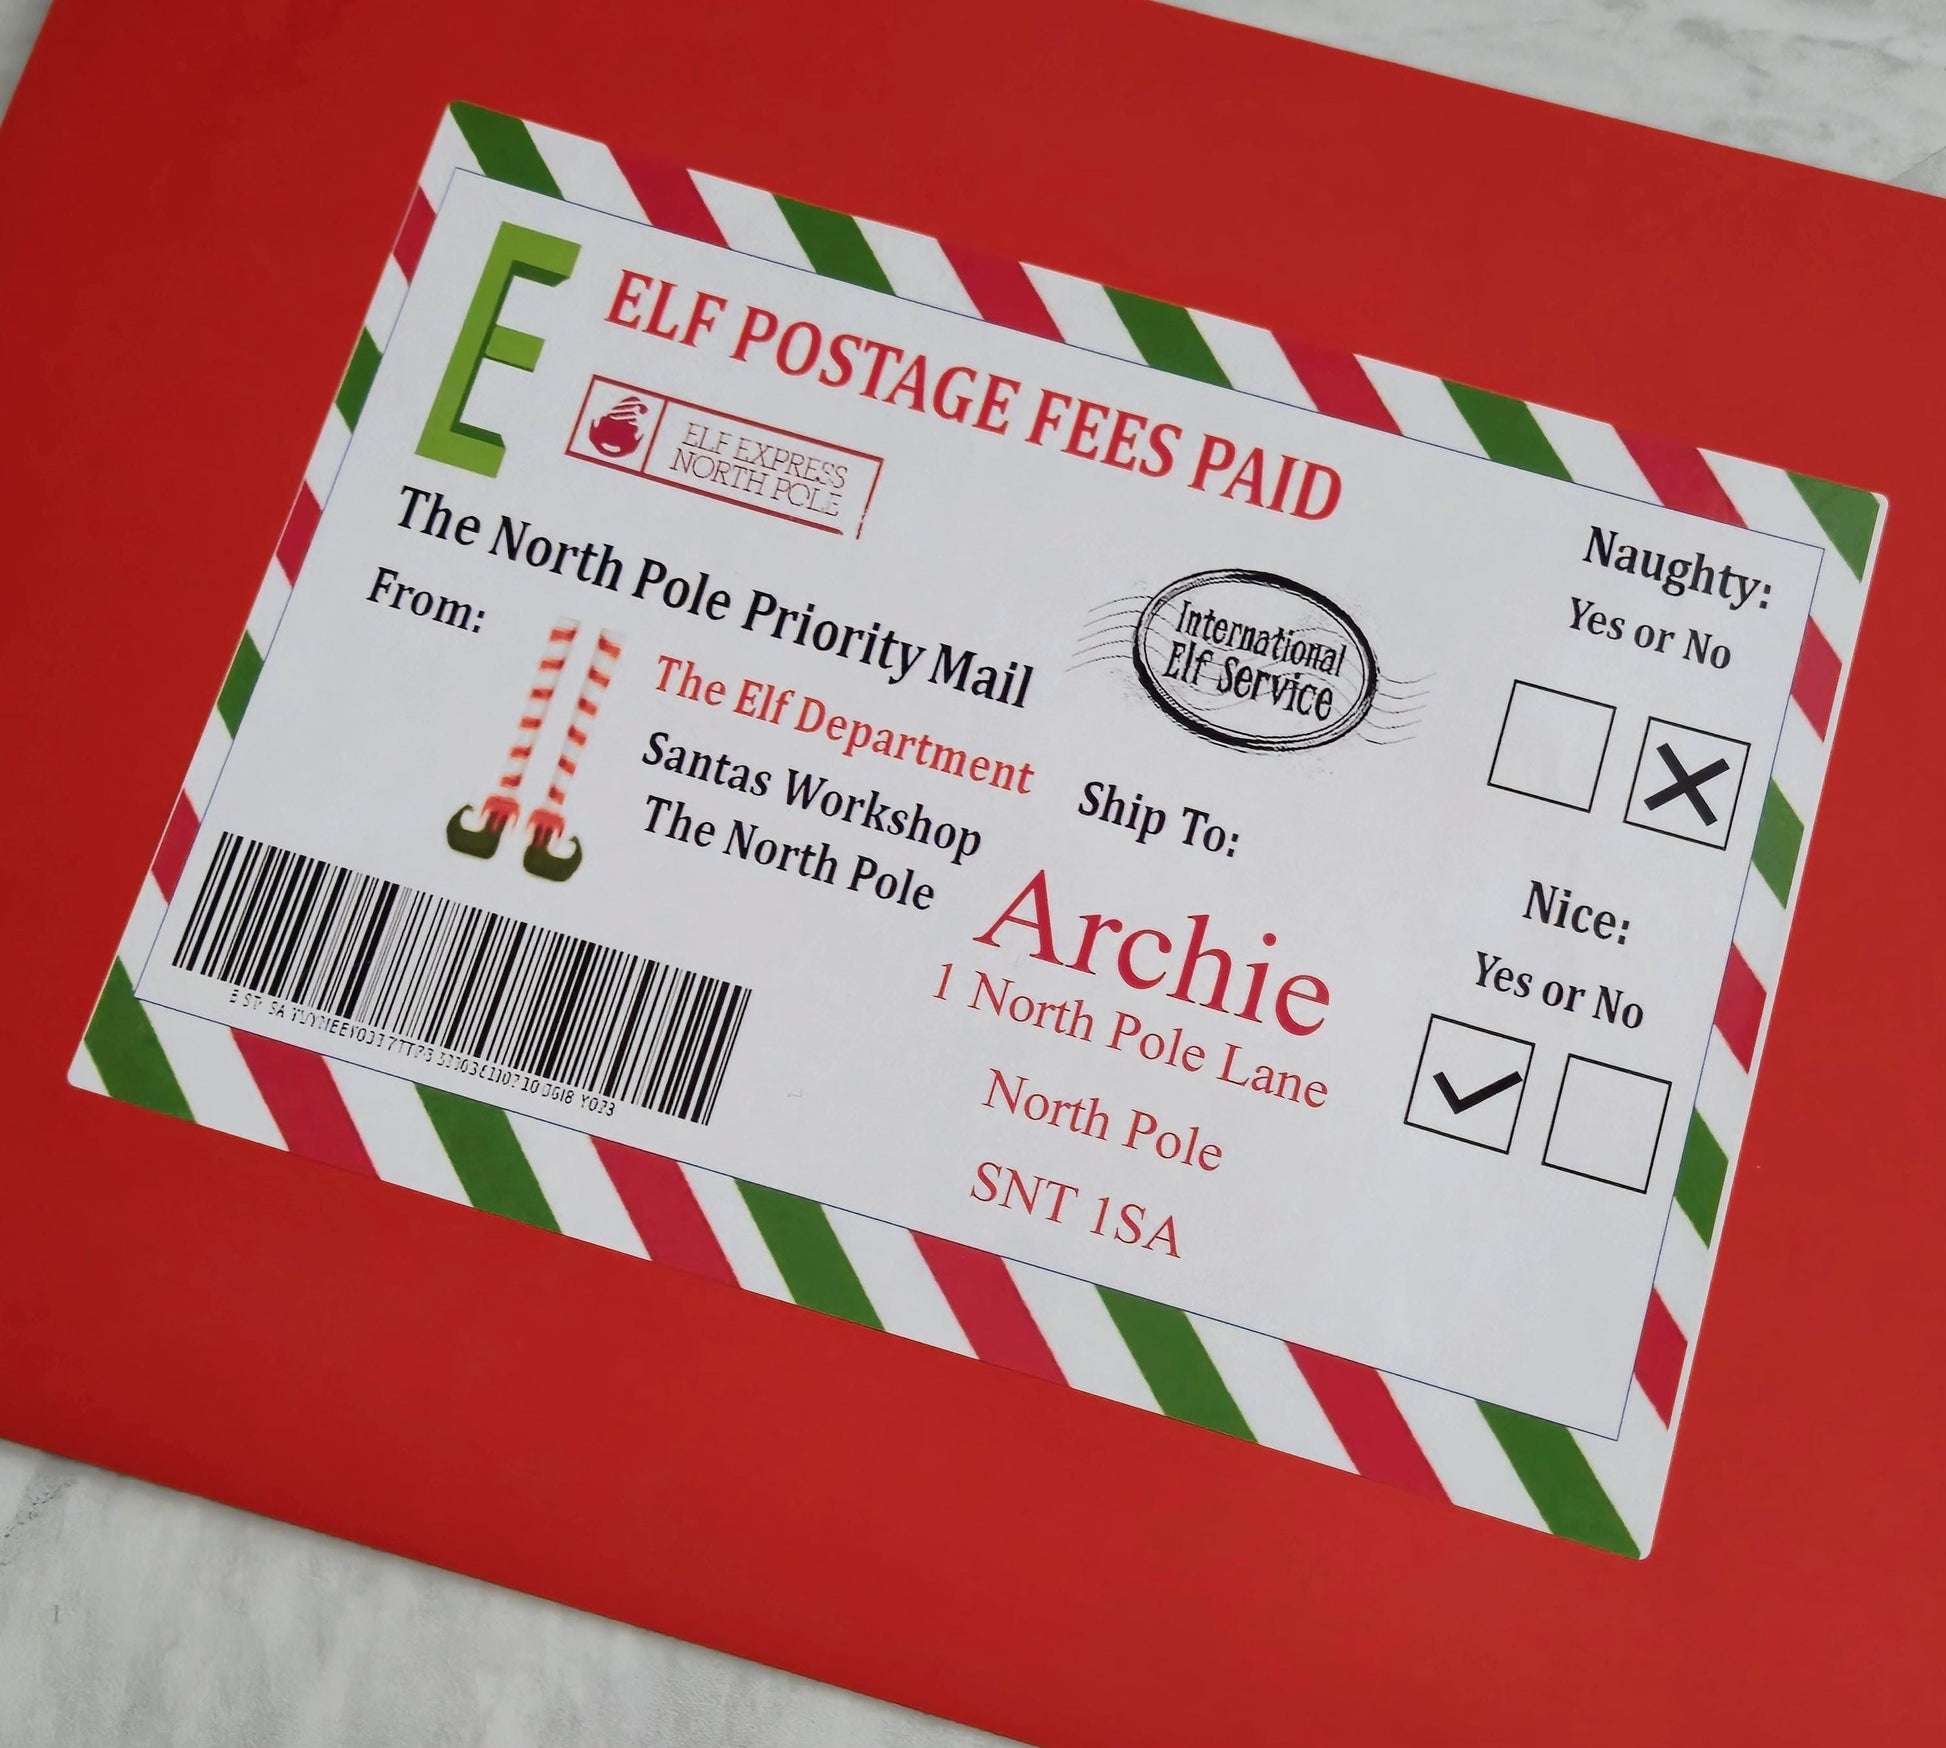 E
ELF POSTAGE FEES PAID
ELF EXPRESS
NORTH POLE
The North Pole Priority Mail
From:
The Elf Department
Santas Workshop
The North Pole
International
Elf Service
Ship To:
Archie
1 North Pole Lane
North Pole
SNT 1SA
Naughty:
Yes or No
Nice:
Yes or No